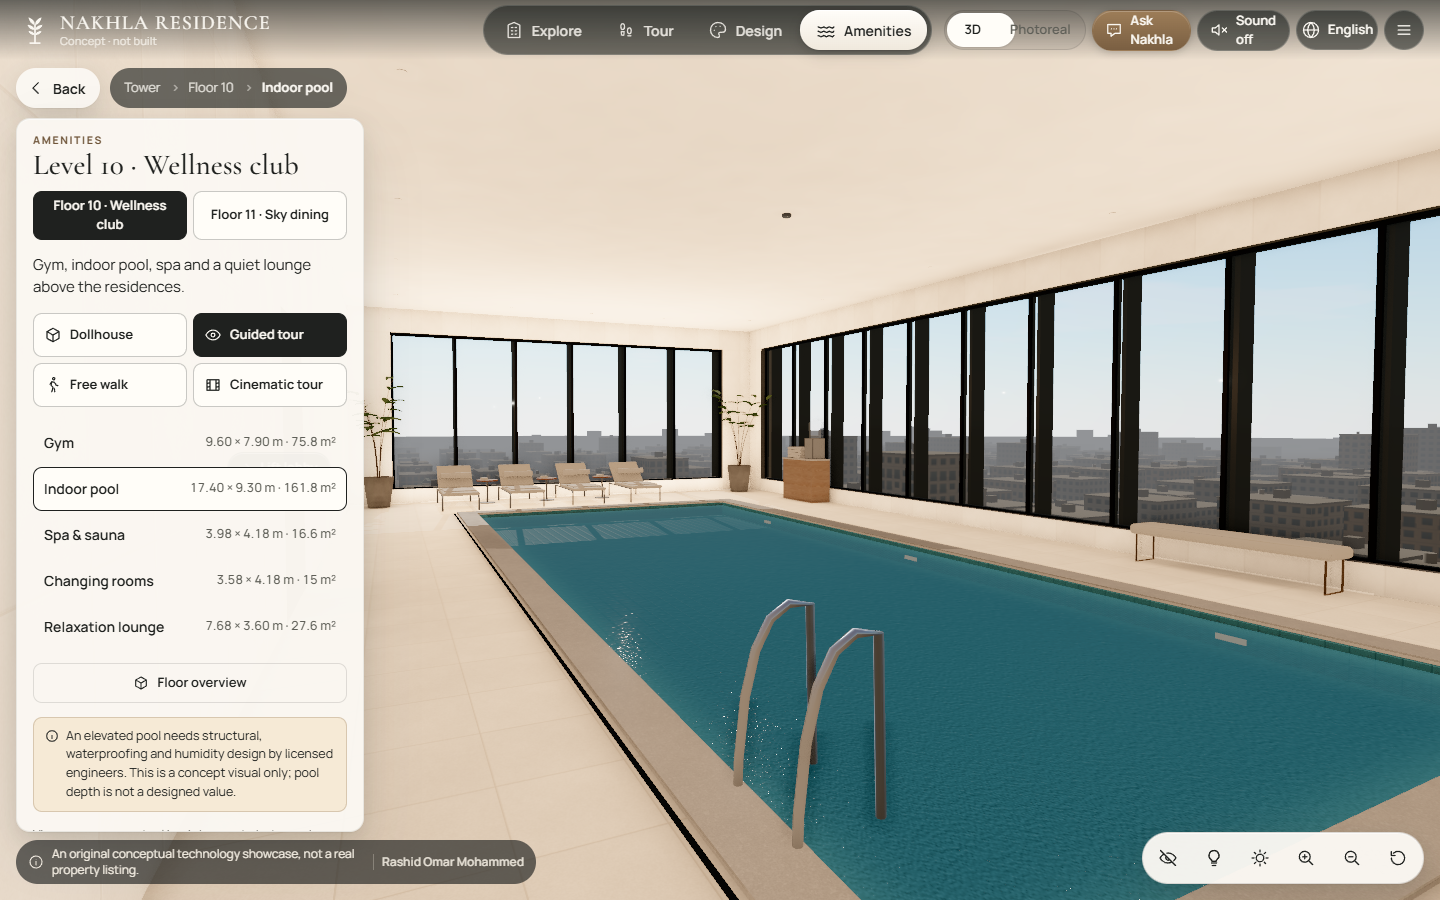 NAKHLA RESIDENCE
Concept · not built
Explore
Tour
Design
Amenities
3D
Photoreal
Ask
Nakhla
Sound
off
English
Back
Tower › Floor 10 › Indoor pool
AMENITIES
Level 10 · Wellness club
Floor 10 · Wellness
club
Floor 11 · Sky dining
Gym, indoor pool, spa and a quiet lounge
above the residences.
Dollhouse
Guided tour
Free walk
Cinematic tour
Gym 9.60 × 7.90 m · 75.8 m²
Indoor pool 17.40 × 9.30 m · 161.8 m²
Spa & sauna 3.98 × 4.18 m · 16.6 m²
Changing rooms 3.58 × 4.18 m · 15 m²
Relaxation lounge 7.68 × 3.60 m · 27.6 m²
Floor overview
An elevated pool needs structural,
waterproofing and humidity design by licensed
engineers. This is a concept visual only; pool
depth is not a designed value.
An original conceptual technology showcase, not a real
property listing.
Rashid Omar Mohammed